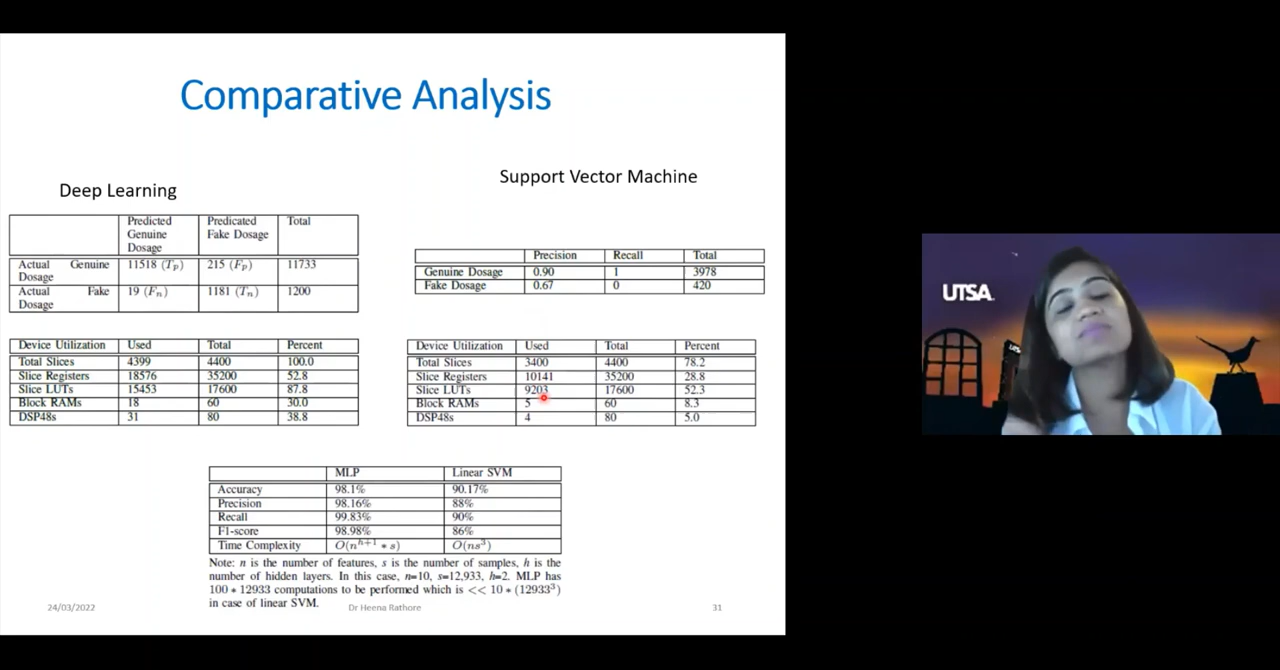 Comparative Analysis
Deep Learning
Support Vector Machine
Predicted Genuine Dosage Predicated Fake Dosage Total
Actual Genuine Dosage 11518 (Tp) 215 (Fp) 11733
Actual Fake Dosage 19 (Fn) 1181 (Tn) 1200
Precision Recall Total
Genuine Dosage 0.90 1 3978
Fake Dosage 0.67 0 420
Device Utilization Used Total Percent
Total Slices 4399 4400 100.0
Slice Registers 18576 35200 52.8
Slice LUTs 15453 17600 87.8
Block RAMs 18 60 30.0
DSP48s 31 80 38.8
Device Utilization Used Total Percent
Total Slices 3400 4400 78.2
Slice Registers 10141 35200 28.8
Slice LUTs 9203 17600 52.3
Block RAMs 5 60 8.3
DSP48s 4 80 5.0
MLP Linear SVM
Accuracy 98.1% 90.17%
Precision 98.16% 88%
Recall 99.83% 90%
F1-score 98.98% 86%
Time Complexity O(n^{h+1} * s) O(ns³)
Note: n is the number of features, s is the number of samples, h is the
number of hidden layers. In this case, n=10, s=12,933, h=2. MLP has
100 * 12933 computations to be performed which is << 10 * (12933³)
in case of linear SVM.
24/03/2022
Dr Heena Rathore
31
UTSA